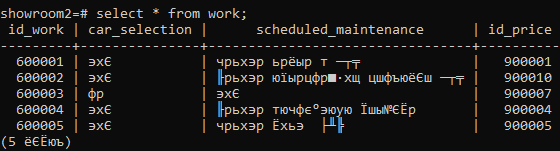 showroom2=# select * from work;
id_work | car_selection | scheduled_maintenance | id_price
---------+---------------+-----------------------------------+----------
600001 | эхЄ | чрьхэр ьрёыр т ─┬╤ | 900001
600002 | эхЄ | ╟рьхэр юїырцфр■∙хщ цшфъюёЄш ─┬╤ | 900010
600003 | фр | эхЄ | 900007
600004 | эхЄ | ╟рьхэр тючфє°эюую Їшы№ЄЁр | 900004
600005 | эхЄ | чрьхэр Ёхьэ  ├╨╠ | 900005
(5 ёЄЁюъ)